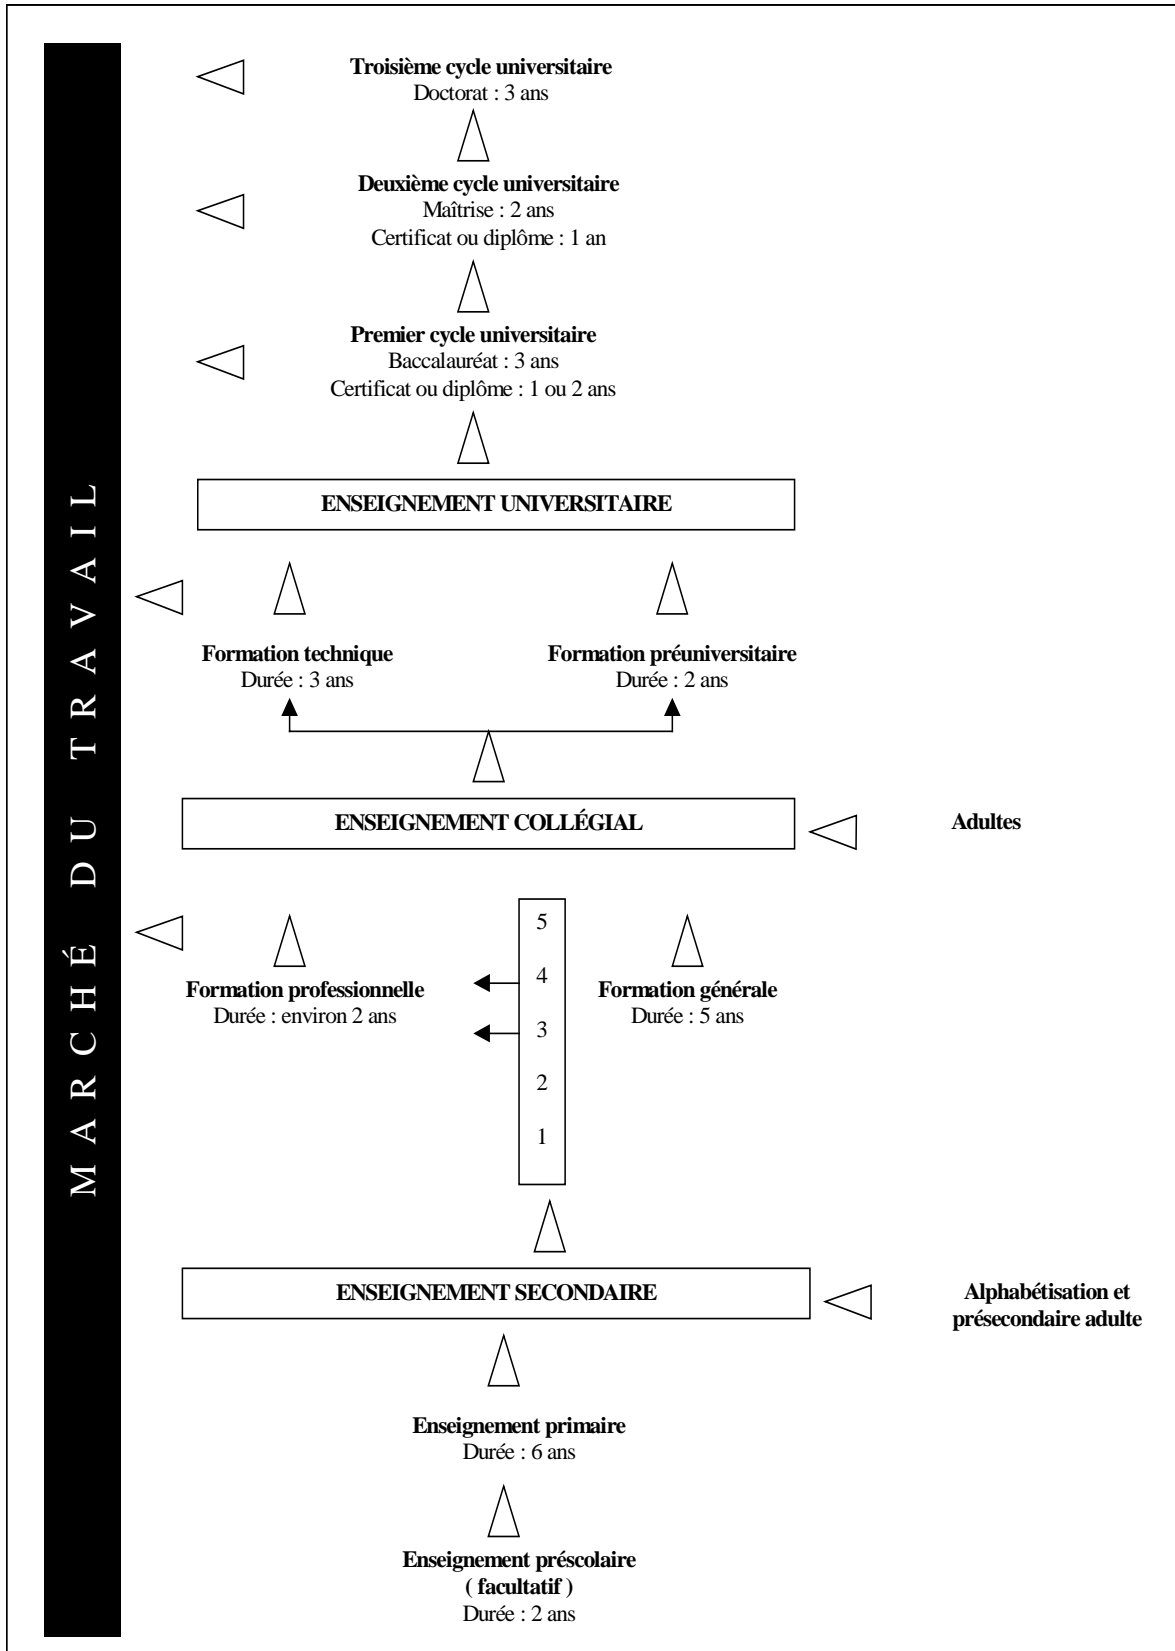 Troisième cycle universitaire
Doctorat : 3 ans
Deuxième cycle universitaire
Maîtrise : 2 ans
Certificat ou diplôme : 1 an
Premier cycle universitaire
Baccalauréat : 3 ans
Certificat ou diplôme : 1 ou 2 ans
ENSEIGNEMENT UNIVERSITAIRE
Formation technique
Durée : 3 ans
Formation préuniversitaire
Durée : 2 ans
ENSEIGNEMENT COLLÉGIAL
Adultes
5
4
3
2
1
Formation professionnelle
Durée : environ 2 ans
Formation générale
Durée : 5 ans
ENSEIGNEMENT SECONDAIRE
Alphabétisation et
présecondaire adulte
Enseignement primaire
Durée : 6 ans
Enseignement préscolaire
( facultatif )
Durée : 2 ans
MARCHÉ DU TRAVAIL